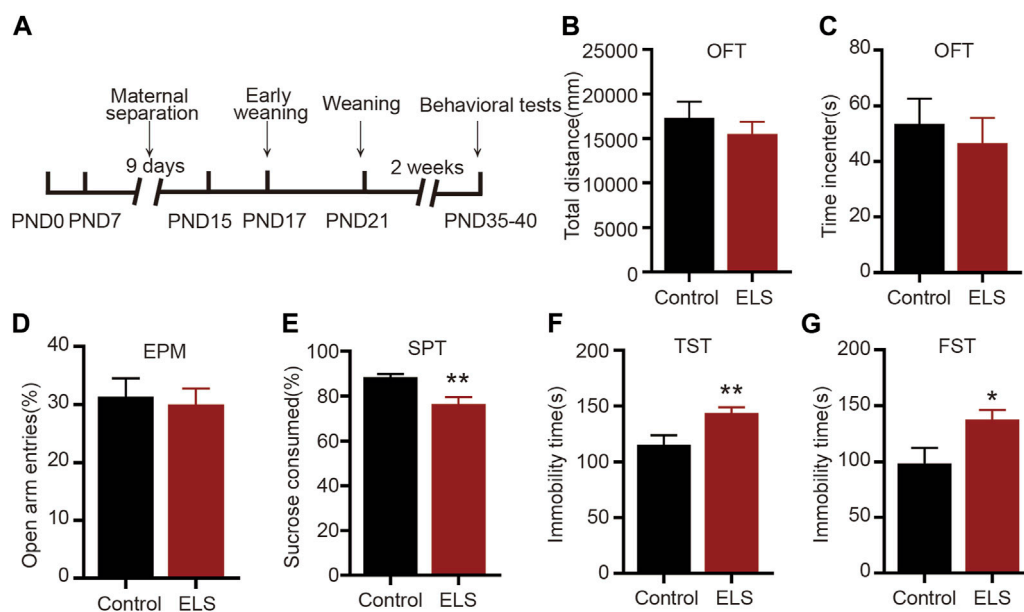 A
Maternal
separation
Early
weaning
Weaning
Behavioral tests
9 days
2 weeks
PND0 PND7 PND15 PND17 PND21 PND35-40
B
OFT
Total distance(mm)
25000
20000
15000
10000
5000
0
Control ELS
C
OFT
Time incenter(s)
80
60
40
20
0
Control ELS
D
EPM
Open arm entries(%)
40
30
20
10
0
Control ELS
E
SPT
Sucrose consumed(%)
100
80
60
40
20
0
**
Control ELS
F
TST
Immobility time(s)
200
150
100
50
0
**
Control ELS
G
FST
Immobility time(s)
200
150
100
50
0
*
Control ELS